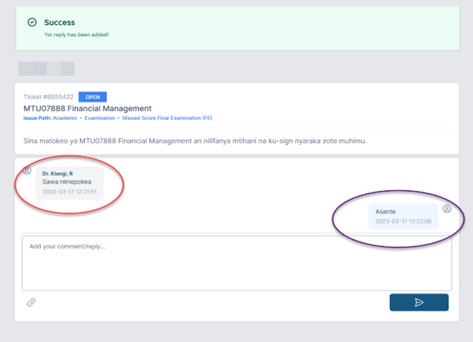 Success
Yor reply has been added!
Ticket #9555422 OPEN
MTU07888 Financial Management
Issue Path: Academic • Examination • Missed Score Final Examination (FE)
Sina matokeo ya MTU07888 Financial Management an nilifanya mtihani na ku-sign nyaraka zote muhimu.
Dr. Kiangi, R
Sawa nimepokea
2023-03-17 12:21:51
Asante
2023-03-17 12:22:06
Add your comment/reply...